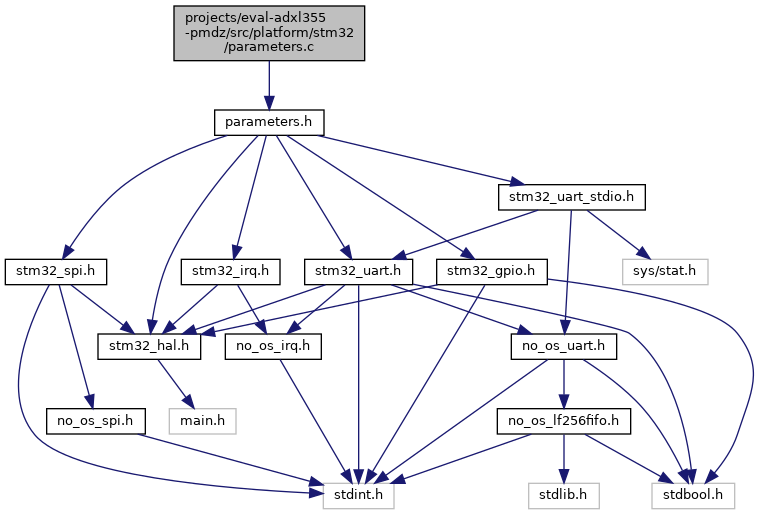 projects/eval-adxl355
-pmdz/src/platform/stm32
/parameters.c
parameters.h
stm32_uart_stdio.h
stm32_spi.h
stm32_irq.h
stm32_uart.h
stm32_gpio.h
sys/stat.h
stm32_hal.h
no_os_irq.h
no_os_uart.h
no_os_spi.h
main.h
no_os_lf256fifo.h
stdint.h
stdlib.h
stdbool.h